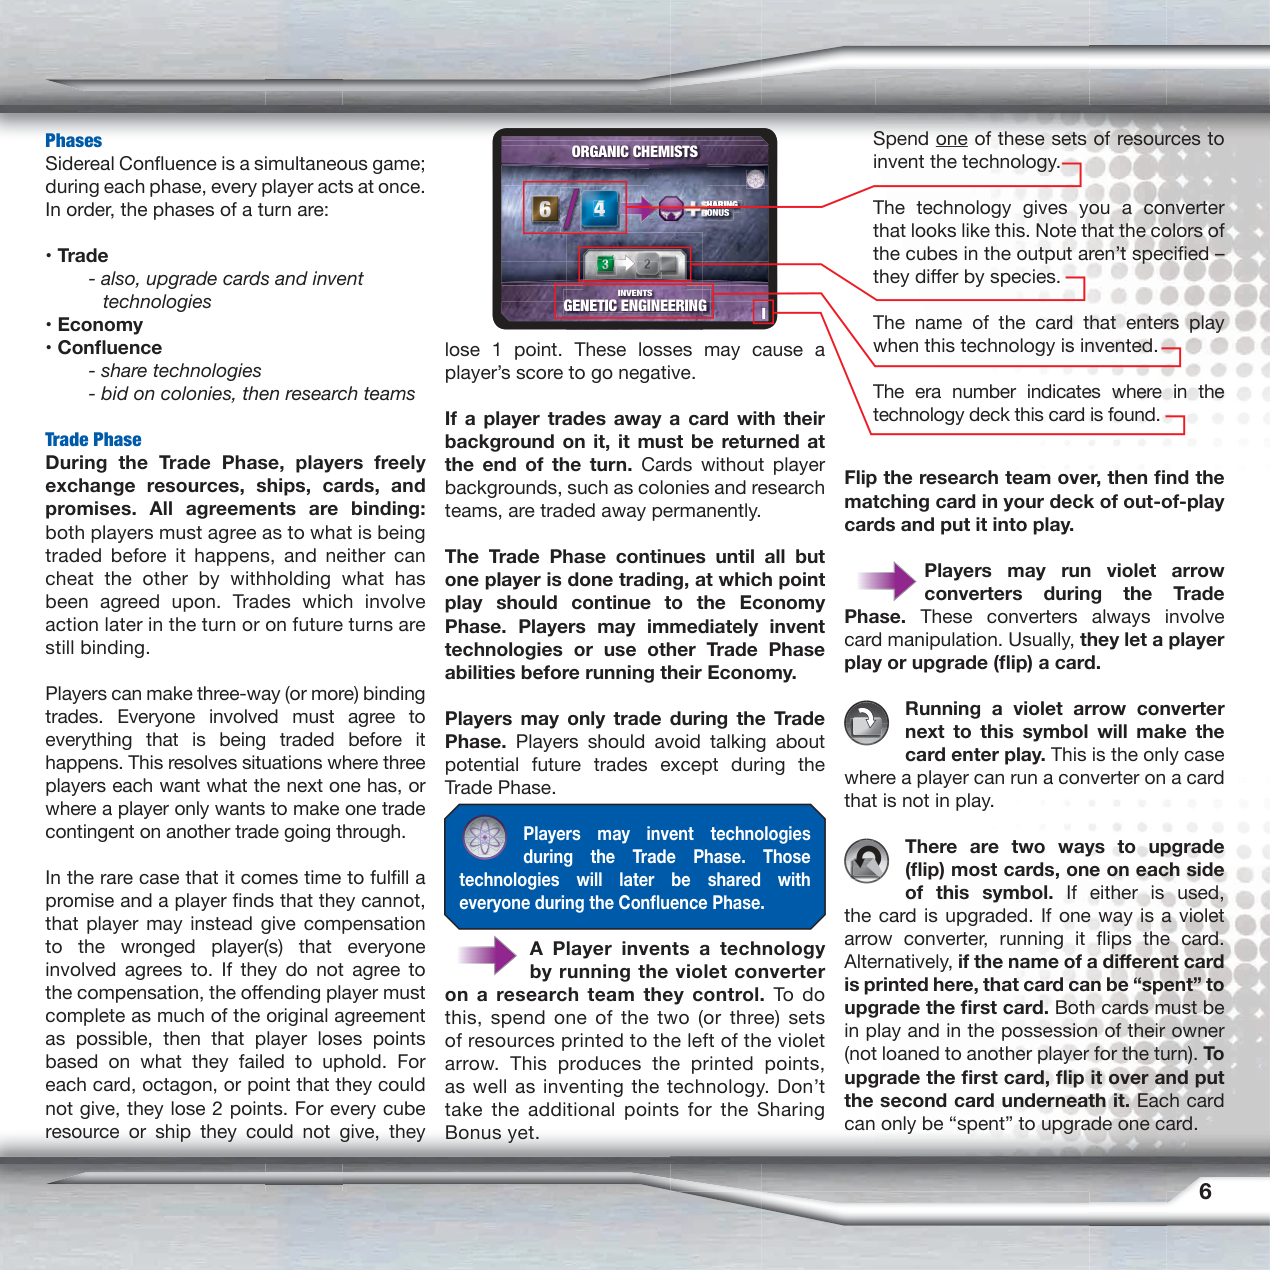 Phases
Sidereal Confluence is a simultaneous game;
during each phase, every player acts at once.
In order, the phases of a turn are:
• Trade
- also, upgrade cards and invent
technologies
• Economy
• Confluence
- share technologies
- bid on colonies, then research teams
Trade Phase
During the Trade Phase, players freely
exchange resources, ships, cards, and
promises. All agreements are binding:
both players must agree as to what is being
traded before it happens, and neither can
cheat the other by withholding what has
been agreed upon. Trades which involve
action later in the turn or on future turns are
still binding.
Players can make three-way (or more) binding
trades. Everyone involved must agree to
everything that is being traded before it
happens. This resolves situations where three
players each want what the next one has, or
where a player only wants to make one trade
contingent on another trade going through.
In the rare case that it comes time to fulfill a
promise and a player finds that they cannot,
that player may instead give compensation
to the wronged player(s) that everyone
involved agrees to. If they do not agree to
the compensation, the offending player must
complete as much of the original agreement
as possible, then that player loses points
based on what they failed to uphold. For
each card, octagon, or point that they could
not give, they lose 2 points. For every cube
resource or ship they could not give, they
ORGANIC CHEMISTS
6 / 4 + SHARING
BONUS
3 2
INVENTS
GENETIC ENGINEERING
I
lose 1 point. These losses may cause a
player's score to go negative.
If a player trades away a card with their
background on it, it must be returned at
the end of the turn. Cards without player
backgrounds, such as colonies and research
teams, are traded away permanently.
The Trade Phase continues until all but
one player is done trading, at which point
play should continue to the Economy
Phase. Players may immediately invent
technologies or use other Trade Phase
abilities before running their Economy.
Players may only trade during the Trade
Phase. Players should avoid talking about
potential future trades except during the
Trade Phase.
Players may invent technologies
during the Trade Phase. Those
technologies will later be shared with
everyone during the Confluence Phase.
A Player invents a technology
by running the violet converter
on a research team they control. To do
this, spend one of the two (or three) sets
of resources printed to the left of the violet
arrow. This produces the printed points,
as well as inventing the technology. Don't
take the additional points for the Sharing
Bonus yet.
Spend one of these sets of resources to
invent the technology.
The technology gives you a converter
that looks like this. Note that the colors of
the cubes in the output aren't specified –
they differ by species.
The name of the card that enters play
when this technology is invented.
The era number indicates where in the
technology deck this card is found.
Flip the research team over, then find the
matching card in your deck of out-of-play
cards and put it into play.
Players may run violet arrow
converters during the Trade
Phase. These converters always involve
card manipulation. Usually, they let a player
play or upgrade (flip) a card.
Running a violet arrow converter
next to this symbol will make the
card enter play. This is the only case
where a player can run a converter on a card
that is not in play.
There are two ways to upgrade
(flip) most cards, one on each side
of this symbol. If either is used,
the card is upgraded. If one way is a violet
arrow converter, running it flips the card.
Alternatively, if the name of a different card
is printed here, that card can be “spent” to
upgrade the first card. Both cards must be
in play and in the possession of their owner
(not loaned to another player for the turn). To
upgrade the first card, flip it over and put
the second card underneath it. Each card
can only be “spent” to upgrade one card.
6